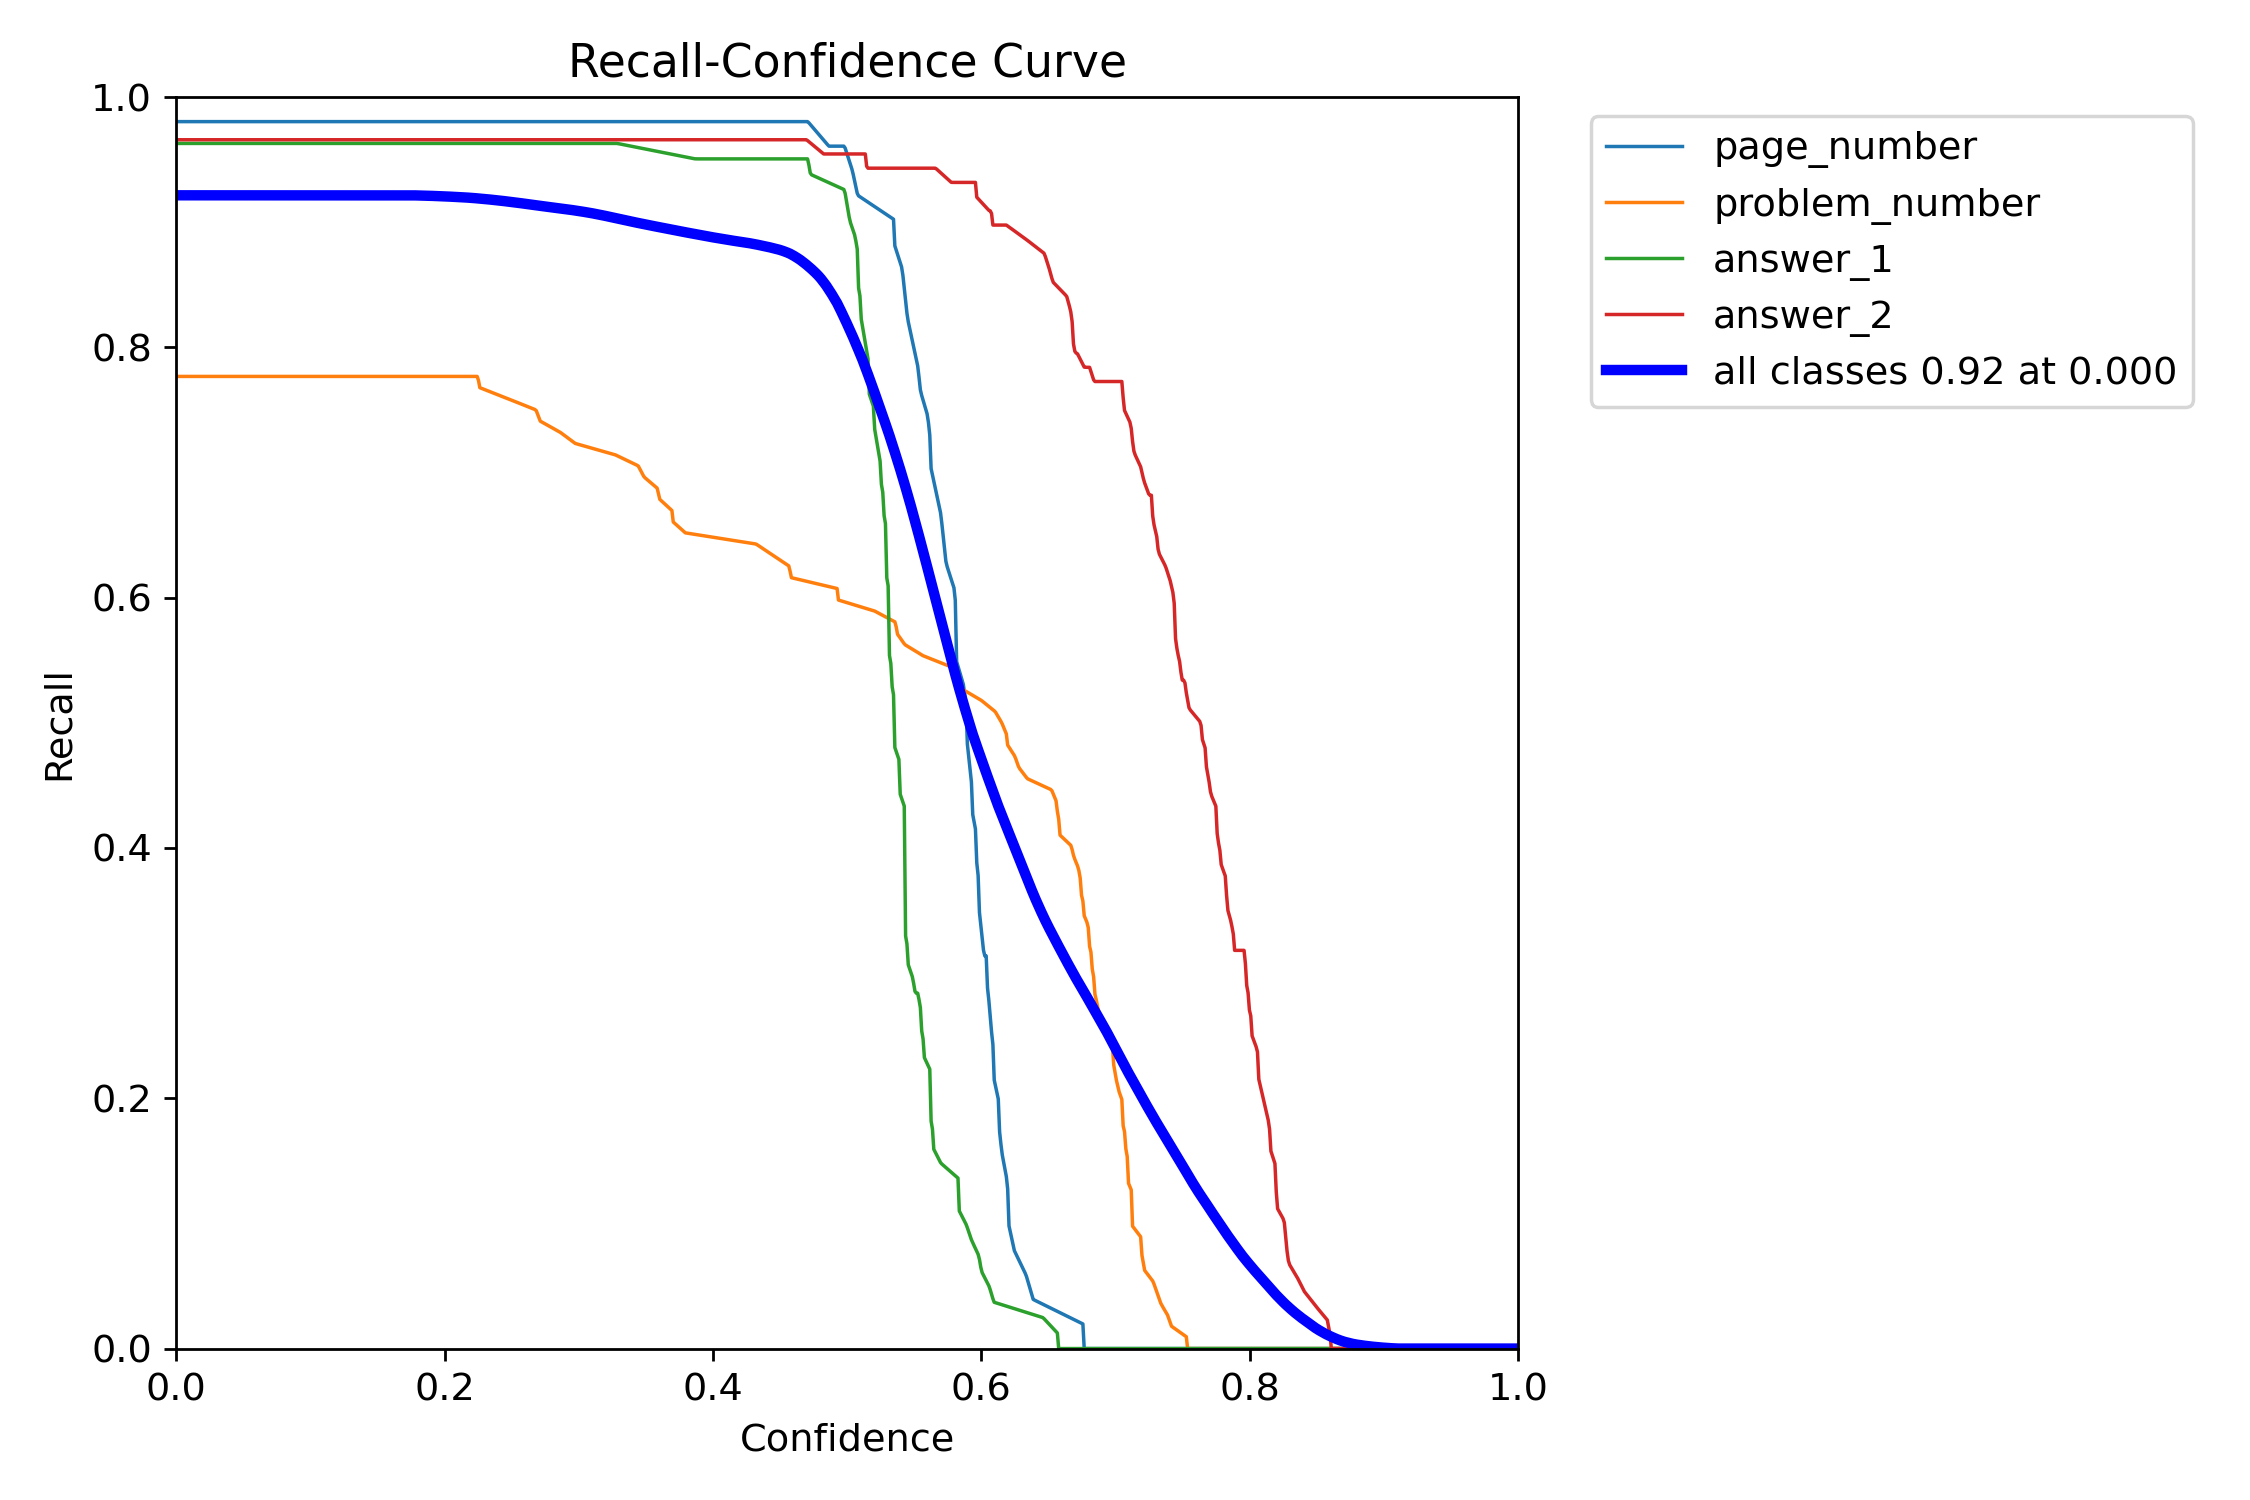 Recall-Confidence Curve
1.0
0.8
0.6
0.4
0.2
0.0
Recall
0.0 0.2 0.4 0.6 0.8 1.0
Confidence
page_number
problem_number
answer_1
answer_2
all classes 0.92 at 0.000